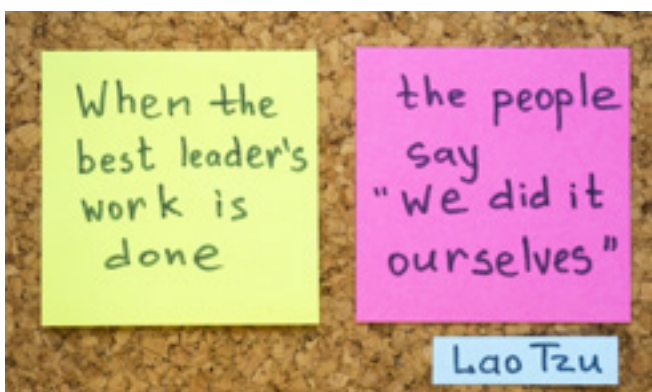 When the
best leader's
work is
done
the people
say
"We did it
ourselves"
Lao Tzu